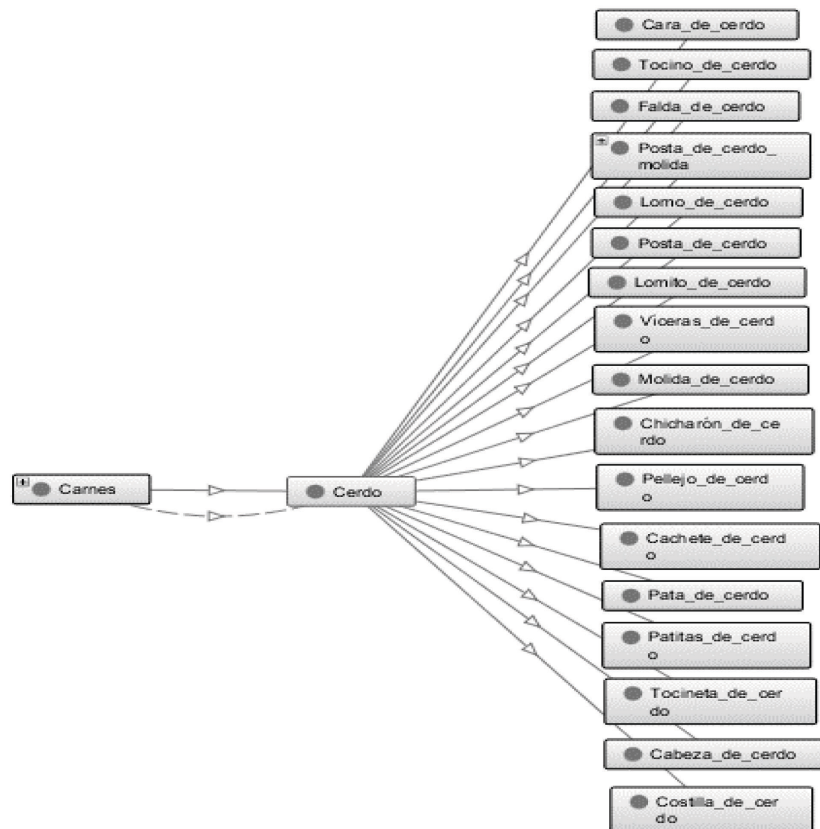 Cara_de_cerdo
Tocino_de_cerdo
Falda_de_cerdo
Posta_de_cerdo_
molida
Lomo_de_cerdo
Posta_de_cerdo
Lomito_de_cerdo
Viceras_de_cerd
o
Molida_de_cerdo
Chicharón_de_ce
rdo
Carnes
Cerdo
Pellejo_de_cerd
o
Cachete_de_cerd
o
Pata_de_cerdo
Patitas_de_cerd
o
Tocineta_de_cer
do
Cabeza_de_cerdo
Costilla_de_cer
do